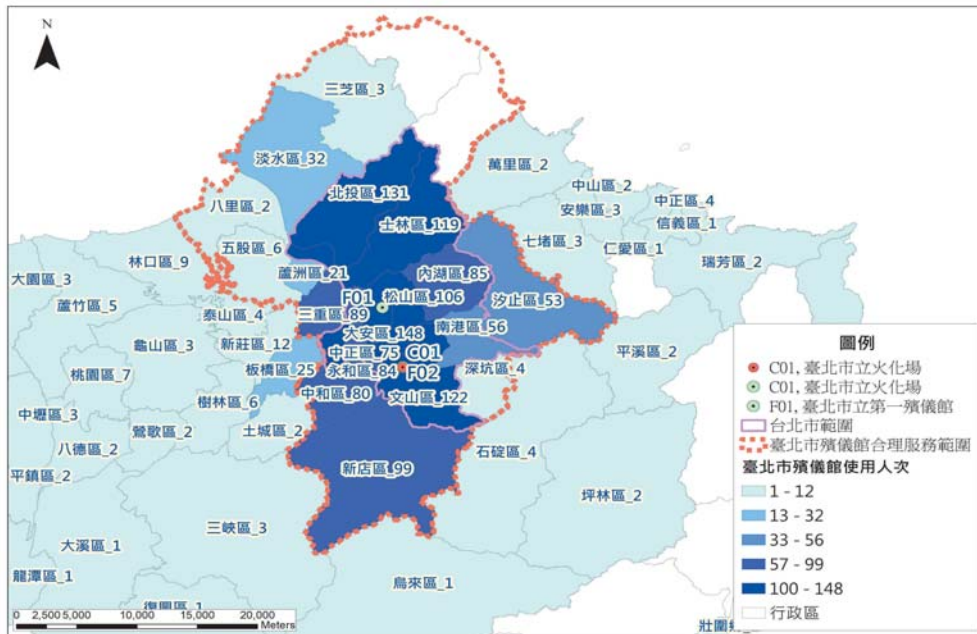 N
三芝區_3
淡水區_32
萬里區_2
北投區_131
中山區_2
中正區_4
八里區_2
安樂區_3
信義區_1
士林區_119
五股區_6
七堵區_3
仁愛區_1
林口區_9
大園區_3
蘆洲區_21
內湖區_85
瑞芳區_2
F01
松山區_106
汐止區_53
蘆竹區_5
三重區_89
泰山區_4
大安區_148
南港區_56
龜山區_3
新莊區_12
中正區_75
C01
平溪區_2
桃園區_7
板橋區_25
永和區_84
F02
深坑區_4
樹林區_6
中和區_80
文山區_122
中壢區_3
鶯歌區_2
土城區_2
八德區_2
石碇區_4
平鎮區_2
新店區_99
坪林區_2
三峽區_3
大溪區_1
龍潭區_1
烏來區_1
復興區_1
0 2,500 5,000 10,000 15,000 20,000
Meters
圖例
C01, 臺北市立火化場
C01, 臺北市立火化場
F01, 臺北市立第一殯儀館
台北市範圍
臺北市殯儀館合理服務範圍
臺北市殯儀館使用人次
1 - 12
13 - 32
33 - 56
57 - 99
100 - 148
行政區